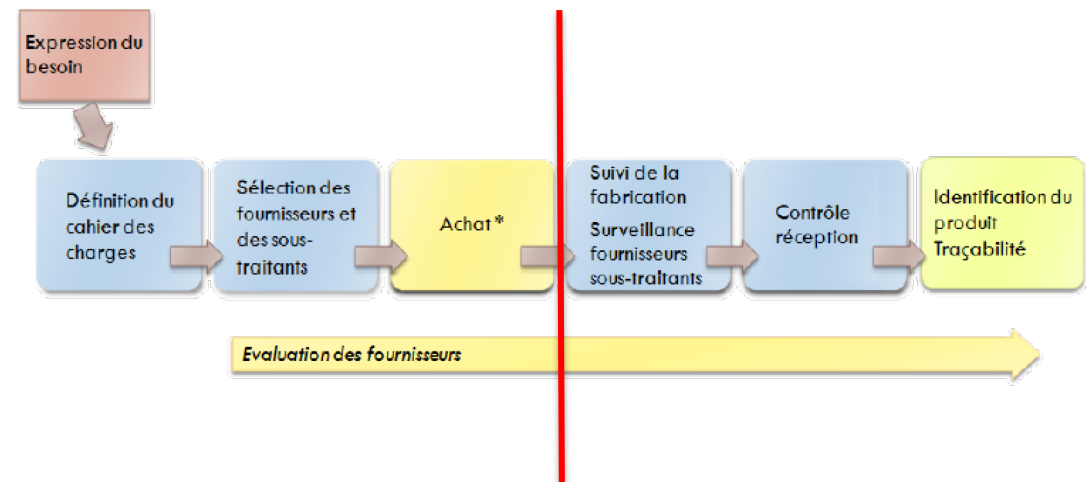 Expression du
besoin
Définition du
cahier des
charges
Sélection des
fournisseurs et
des sous-
traitants
Achat *
Suivi de la
fabrication
Surveillance
fournisseurs
sous-traitants
Contrôle
réception
Identification du
produit
Traçabilité
Evaluation des fournisseurs